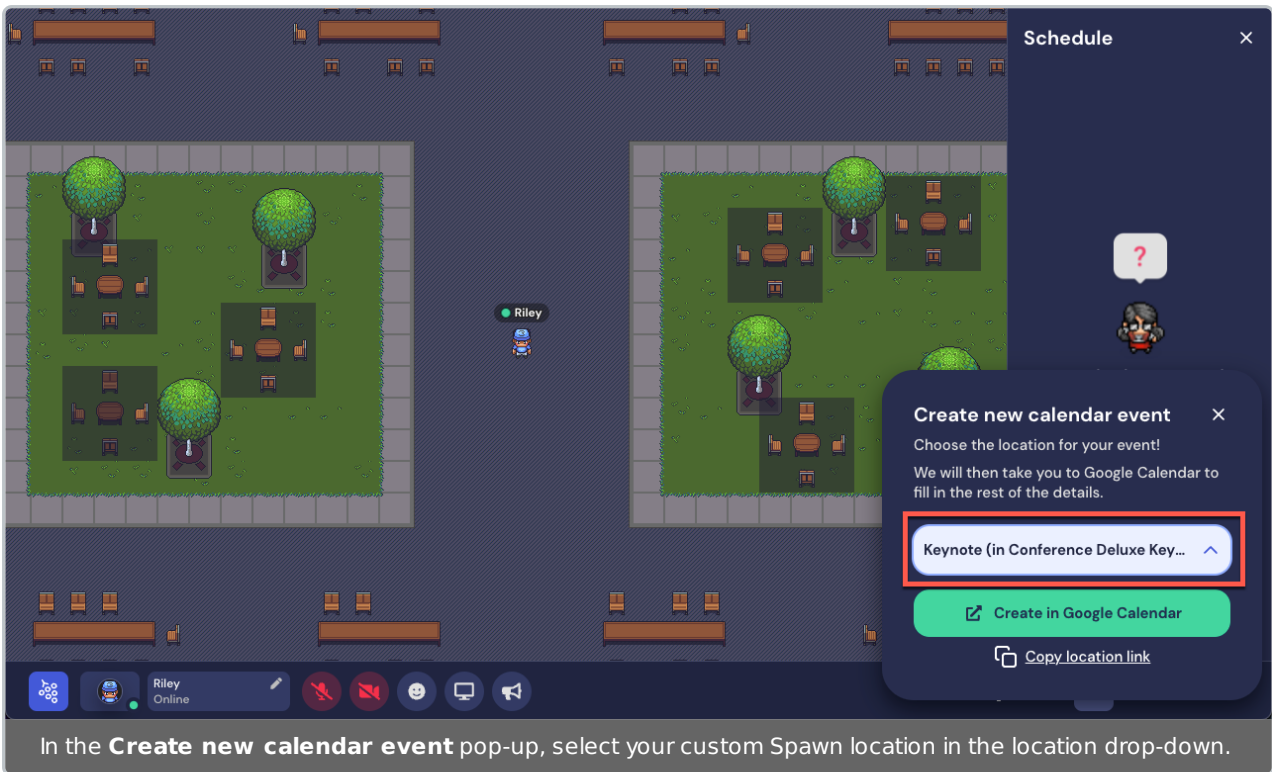 Schedule
?
Riley
Create new calendar event
Choose the location for your event!
We will then take you to Google Calendar to
fill in the rest of the details.
Keynote (in Conference Deluxe Key...
Create in Google Calendar
Copy location link
Riley
Online
In the Create new calendar event pop-up, select your custom Spawn location in the location drop-down.